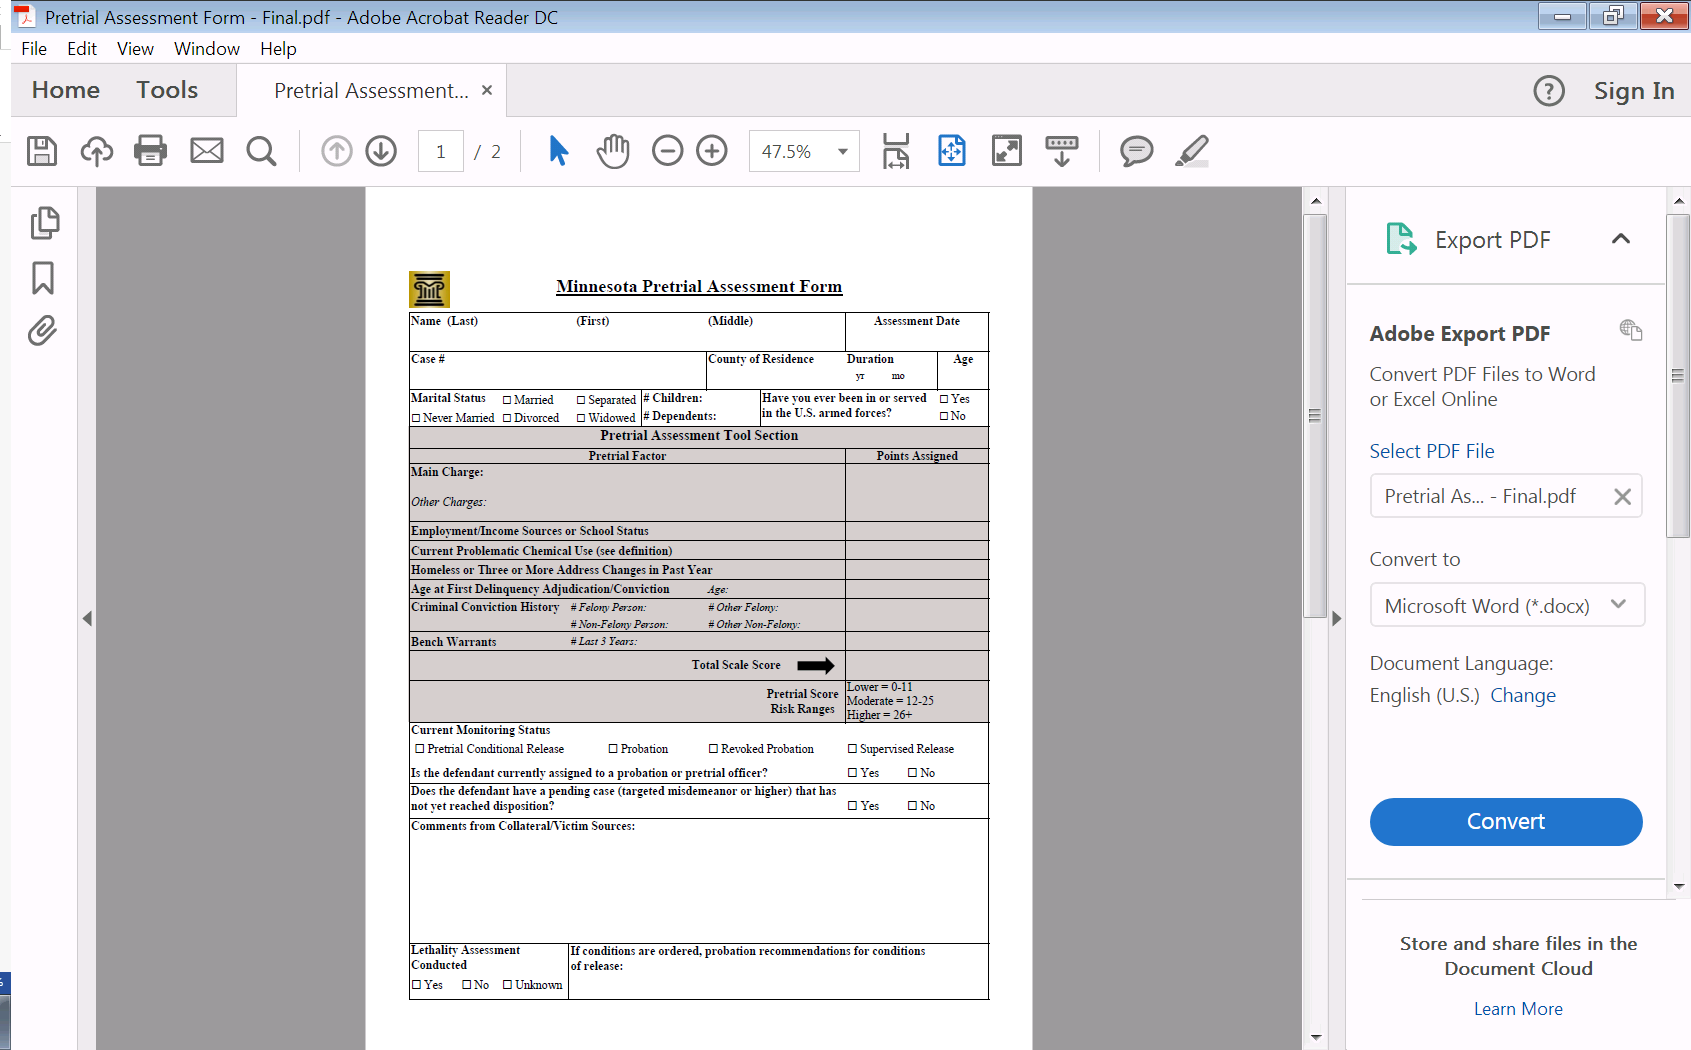 Pretrial Assessment Form - Final.pdf - Adobe Acrobat Reader DC
File Edit View Window Help
Home Tools Pretrial Assessment... × ? Sign In
1 / 2 47.5%
Minnesota Pretrial Assessment Form
Name (Last) (First) (Middle) Assessment Date
Case # County of Residence Duration Age
yr mo
Marital Status ☐ Married ☐ Separated # Children: Have you ever been in or served ☐ Yes
☐ Never Married ☐ Divorced ☐ Widowed # Dependents: in the U.S. armed forces? ☐ No
Pretrial Assessment Tool Section
Pretrial Factor Points Assigned
Main Charge:
Other Charges:
Employment/Income Sources or School Status
Current Problematic Chemical Use (see definition)
Homeless or Three or More Address Changes in Past Year
Age at First Delinquency Adjudication/Conviction Age:
Criminal Conviction History # Felony Person: # Other Felony:
# Non-Felony Person: # Other Non-Felony:
Bench Warrants # Last 3 Years:
Total Scale Score
Pretrial Score
Risk Ranges
Lower = 0-11
Moderate = 12-25
Higher = 26+
Current Monitoring Status
☐ Pretrial Conditional Release ☐ Probation ☐ Revoked Probation ☐ Supervised Release
Is the defendant currently assigned to a probation or pretrial officer? ☐ Yes ☐ No
Does the defendant have a pending case (targeted misdemeanor or higher) that has
not yet reached disposition? ☐ Yes ☐ No
Comments from Collateral/Victim Sources:
Lethality Assessment
Conducted
☐ Yes ☐ No ☐ Unknown
If conditions are ordered, probation recommendations for conditions
of release:
Export PDF
Adobe Export PDF
Convert PDF Files to Word
or Excel Online
Select PDF File
Pretrial As... - Final.pdf
Convert to
Microsoft Word (*.docx)
Document Language:
English (U.S.) Change
Convert
Store and share files in the
Document Cloud
Learn More